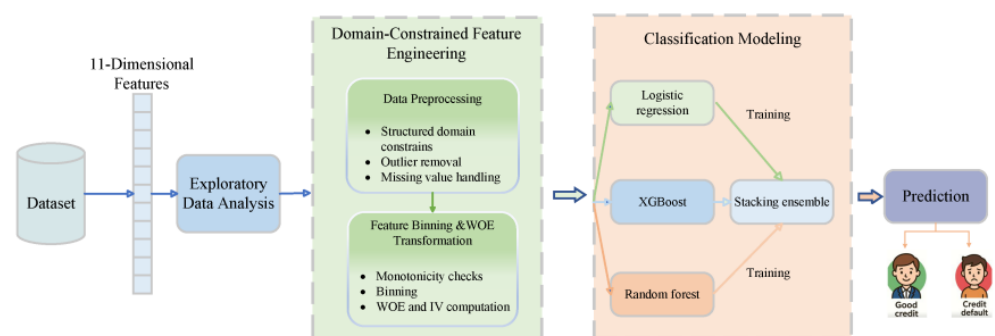 11-Dimensional
Features
Dataset
Exploratory
Data Analysis
Domain-Constrained Feature
Engineering
Data Preprocessing
• Structured domain
constrains
• Outlier removal
• Missing value handling
Feature Binning &WOE
Transformation
• Monotonicity checks
• Binning
• WOE and IV computation
Classification Modeling
Logistic
regression
Training
XGBoost
Stacking ensemble
Random forest
Training
Prediction
Good
credit
Credit
default